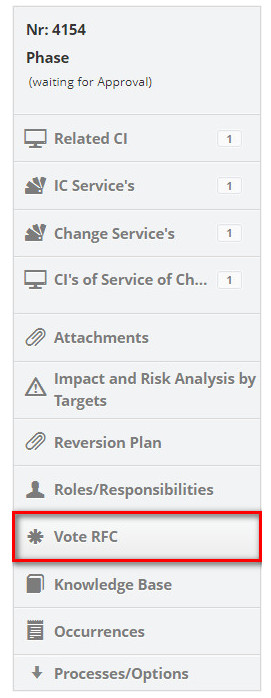 Nr: 4154
Phase
(waiting for Approval)
Related CI 1
IC Service's 1
Change Service's 1
CI's of Service of Ch... 1
Attachments
Impact and Risk Analysis by
Targets
Reversion Plan
Roles/Responsibilities
Vote RFC
Knowledge Base
Occurrences
Processes/Options